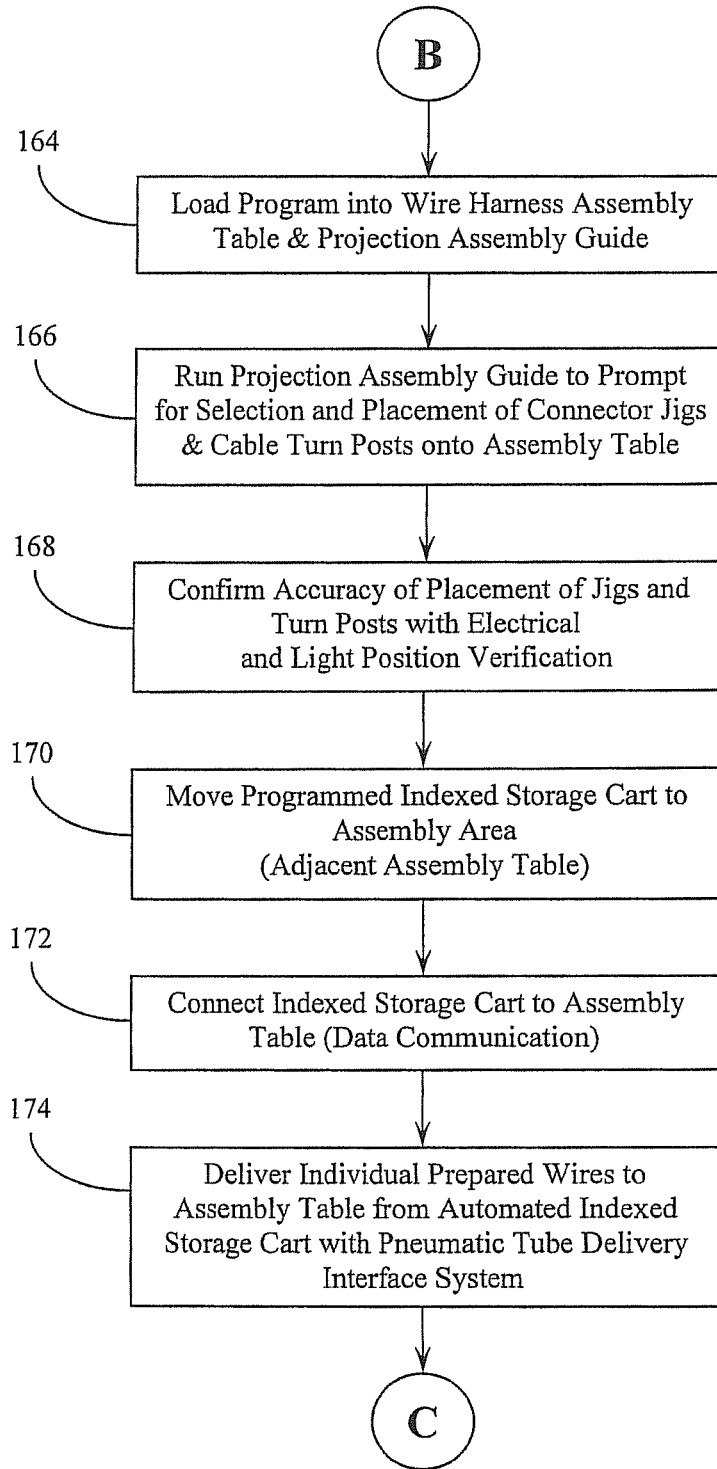 B
164
Load Program into Wire Harness Assembly
Table & Projection Assembly Guide
166
Run Projection Assembly Guide to Prompt
for Selection and Placement of Connector Jigs
& Cable Turn Posts onto Assembly Table
168
Confirm Accuracy of Placement of Jigs and
Turn Posts with Electrical
and Light Position Verification
170
Move Programmed Indexed Storage Cart to
Assembly Area
(Adjacent Assembly Table)
172
Connect Indexed Storage Cart to Assembly
Table (Data Communication)
174
Deliver Individual Prepared Wires to
Assembly Table from Automated Indexed
Storage Cart with Pneumatic Tube Delivery
Interface System
C